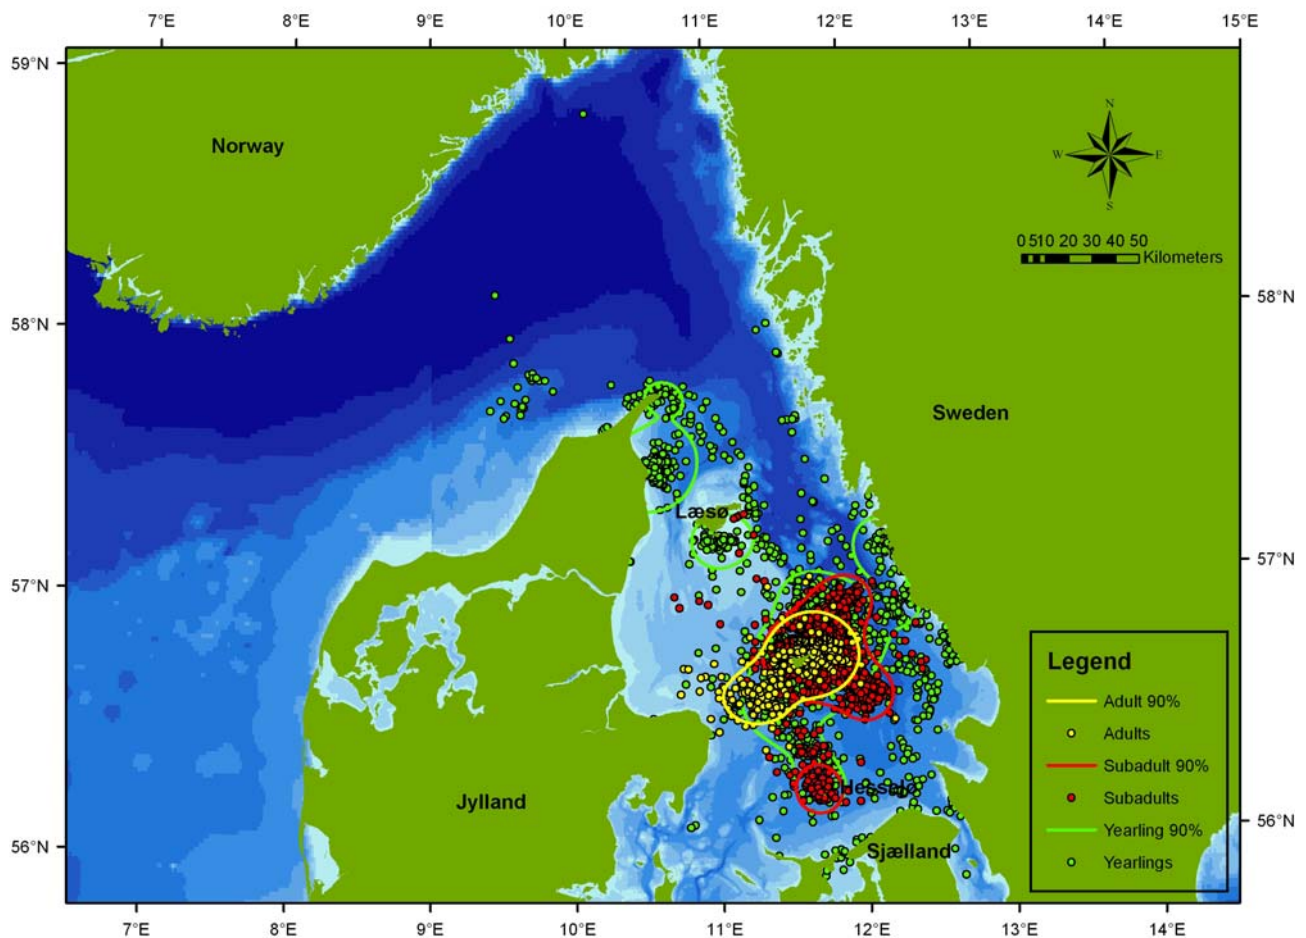 7°E 8°E 9°E 10°E 11°E 12°E 13°E 14°E 15°E
59°N
N
Norway
W E
S
0 510 20 30 40 50
Kilometers
58°N 58°N
Sweden
Læsø
57°N 57°N
Legend
Adult 90%
Adults
Subadult 90%
Hesselø Subadults
Jylland
Yearling 90%
56°N 56°N
Sjælland
Yearlings
7°E 8°E 9°E 10°E 11°E 12°E 13°E 14°E